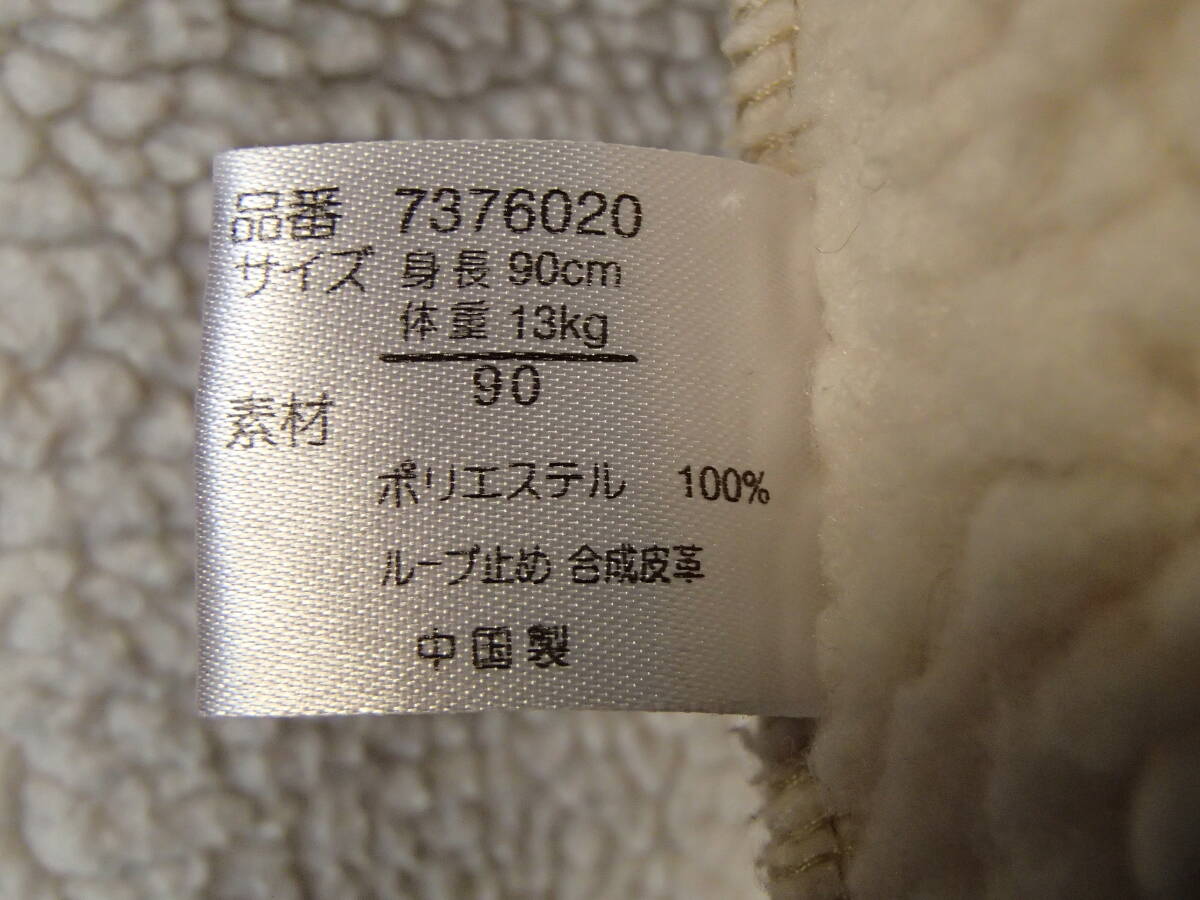 品番 7376020
サイズ 身長 90cm
体重 13kg
90
素材
ポリエステル 100%
ループ止め 合成皮革
中国製